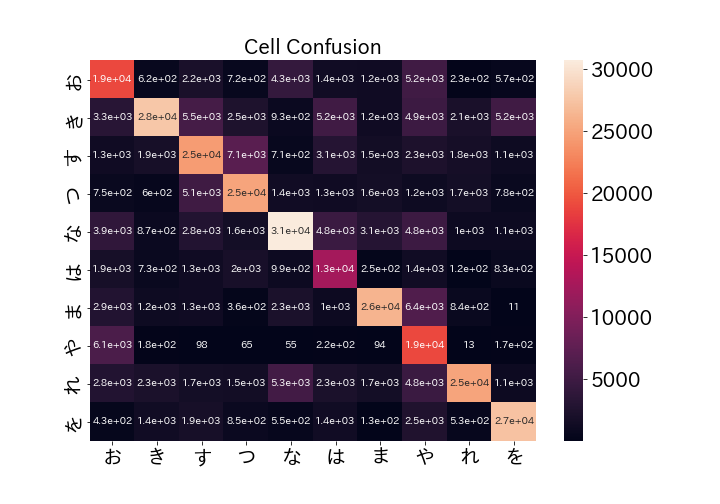 Cell Confusion
お 1.9e+04 6.2e+02 2.2e+03 7.2e+02 4.3e+03 1.4e+03 1.2e+03 5.2e+03 2.3e+02 5.7e+02
き 3.3e+03 2.8e+04 5.5e+03 2.5e+03 9.3e+02 5.2e+03 1.2e+03 4.9e+03 2.1e+03 5.2e+03
す 1.3e+03 1.9e+03 2.5e+04 7.1e+03 7.1e+02 3.1e+03 1.5e+03 2.3e+03 1.8e+03 1.1e+03
つ 7.5e+02 6e+02 5.1e+03 2.5e+04 1.4e+03 1.3e+03 1.6e+03 1.2e+03 1.7e+03 7.8e+02
な 3.9e+03 8.7e+02 2.8e+03 1.6e+03 3.1e+04 4.8e+03 3.1e+03 4.8e+03 1e+03 1.1e+03
は 1.9e+03 7.3e+02 1.3e+03 2e+03 9.9e+02 1.3e+04 2.5e+02 1.4e+03 1.2e+02 8.3e+02
ま 2.9e+03 1.2e+03 1.3e+03 3.6e+02 2.3e+03 1e+03 2.6e+04 6.4e+03 8.4e+02 11
や 6.1e+03 1.8e+02 98 65 55 2.2e+02 94 1.9e+04 13 1.7e+02
れ 2.8e+03 2.3e+03 1.7e+03 1.5e+03 5.3e+03 2.3e+03 1.7e+03 4.8e+03 2.5e+04 1.1e+03
を 4.3e+02 1.4e+03 1.9e+03 8.5e+02 5.5e+02 1.4e+03 1.3e+02 2.5e+03 5.3e+02 2.7e+04
お き す つ な は ま や れ を
30000
25000
20000
15000
10000
5000